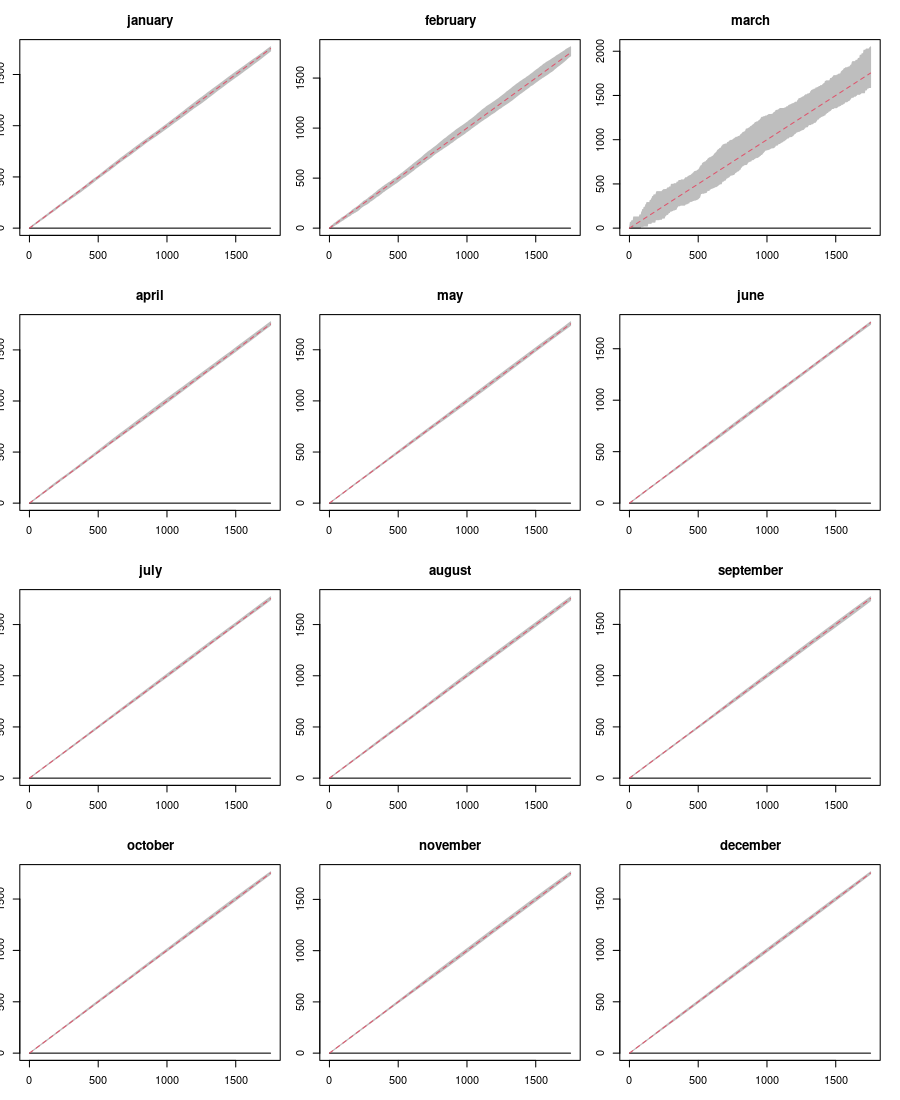 january february march
1500 1500 2000
1000 1000 1500
500 500 1000
0 0 500
0
0 500 1000 1500 0 500 1000 1500 0 500 1000 1500
april may june
1500 1500 1500
1000 1000 1000
500 500 500
0 0 0
0 500 1000 1500 0 500 1000 1500 0 500 1000 1500
july august september
1500 1500 1500
1000 1000 1000
500 500 500
0 0 0
0 500 1000 1500 0 500 1000 1500 0 500 1000 1500
october november december
1500 1500 1500
1000 1000 1000
500 500 500
0 0 0
0 500 1000 1500 0 500 1000 1500 0 500 1000 1500